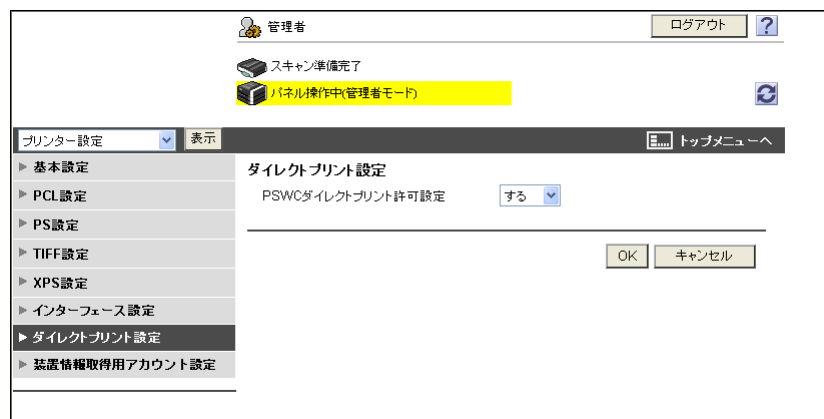 管理者
ログアウト
?
スキャン準備完了
パネル操作中(管理者モード)
プリンター設定
表示
トップメニューへ
基本設定
PCL設定
PS設定
TIFF設定
XPS設定
インターフェース設定
ダイレクトプリント設定
装置情報取得用アカウント設定
ダイレクトプリント設定
PSWCダイレクトプリント許可設定 する
OK キャンセル